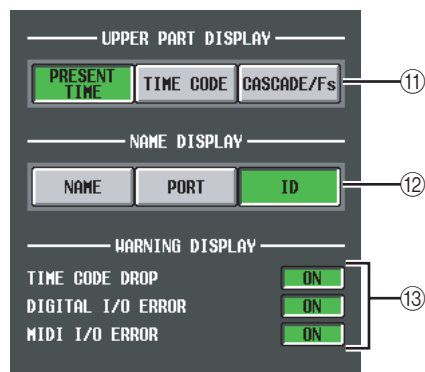 UPPER PART DISPLAY
PRESENT TIME TIME CODE CASCADE/Fs ⑪
NAME DISPLAY
NAME PORT ID ⑫
WARNING DISPLAY
TIME CODE DROP ON
DIGITAL I/O ERROR ON ⑬
MIDI I/O ERROR ON